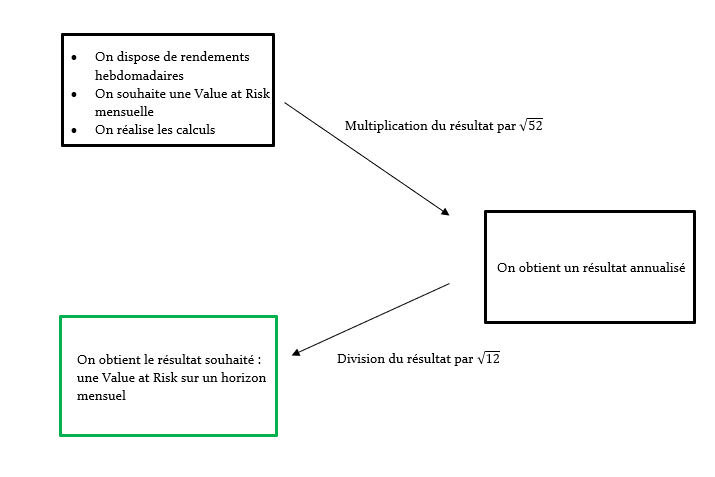 • On dispose de rendements
hebdomadaires
• On souhaite une Value at Risk
mensuelle
• On réalise les calculs
Multiplication du résultat par √52
On obtient un résultat annualisé
Division du résultat par √12
On obtient le résultat souhaité :
une Value at Risk sur un horizon
mensuel